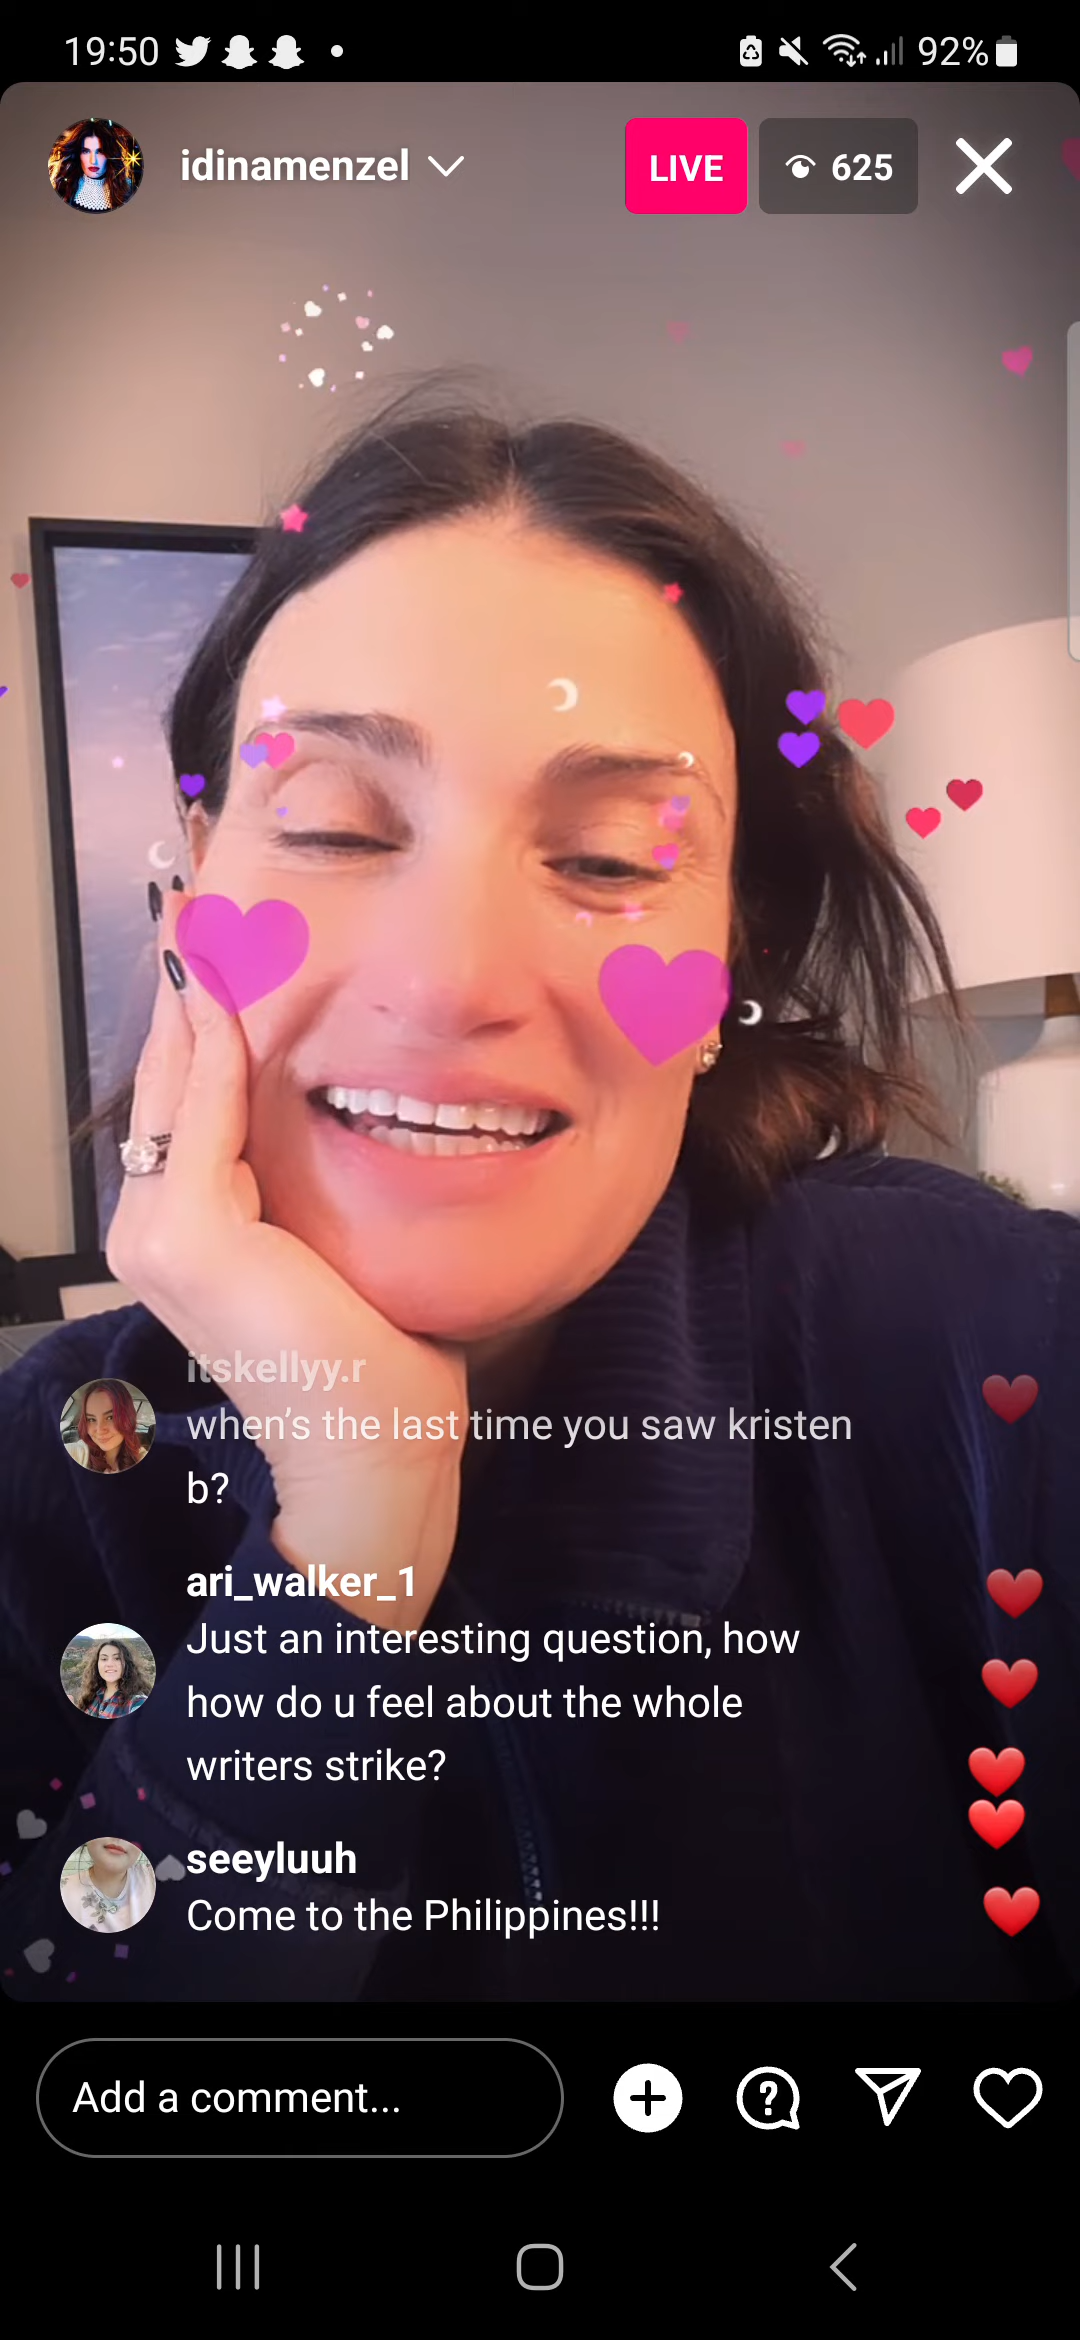 19:50 92%
idinamenzel LIVE 625
itskellyy.r
when's the last time you saw kristen
b?
ari_walker_1
Just an interesting question, how
how do u feel about the whole
writers strike?
seeyluuh
Come to the Philippines!!!
Add a comment...